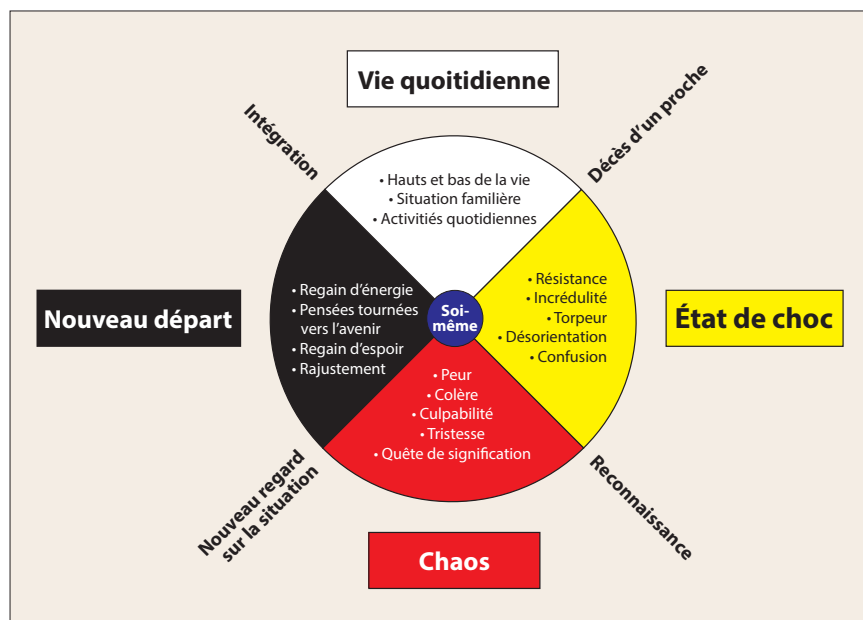 Vie quoitidienne
Intégration
Décès d'un proche
• Hauts et bas de la vie
• Situation familière
• Activitiés quotidiennes
Nouveau départ
• Regain d'énergie
• Pensées tournées
vers l'avenir
• Regain d'espoir
• Rajustement
Soi-
même
• Résistance
• Incrédulité
• Torpeur
• Désorientation
• Confusion
État de choc
• Peur
• Colère
• Culpabilité
• Tristesse
• Quête de signification
Nouveau regard
sur la situation
Reconnaissance
Chaos